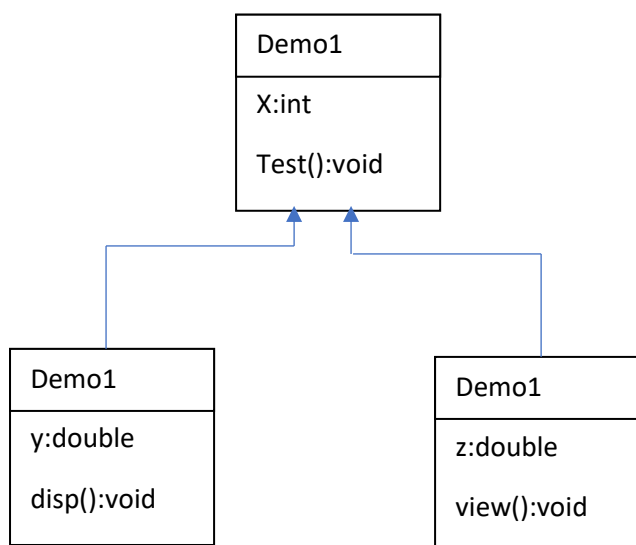 Demo1
X:int
Test():void
Demo1
y:double
disp():void
Demo1
z:double
view():void